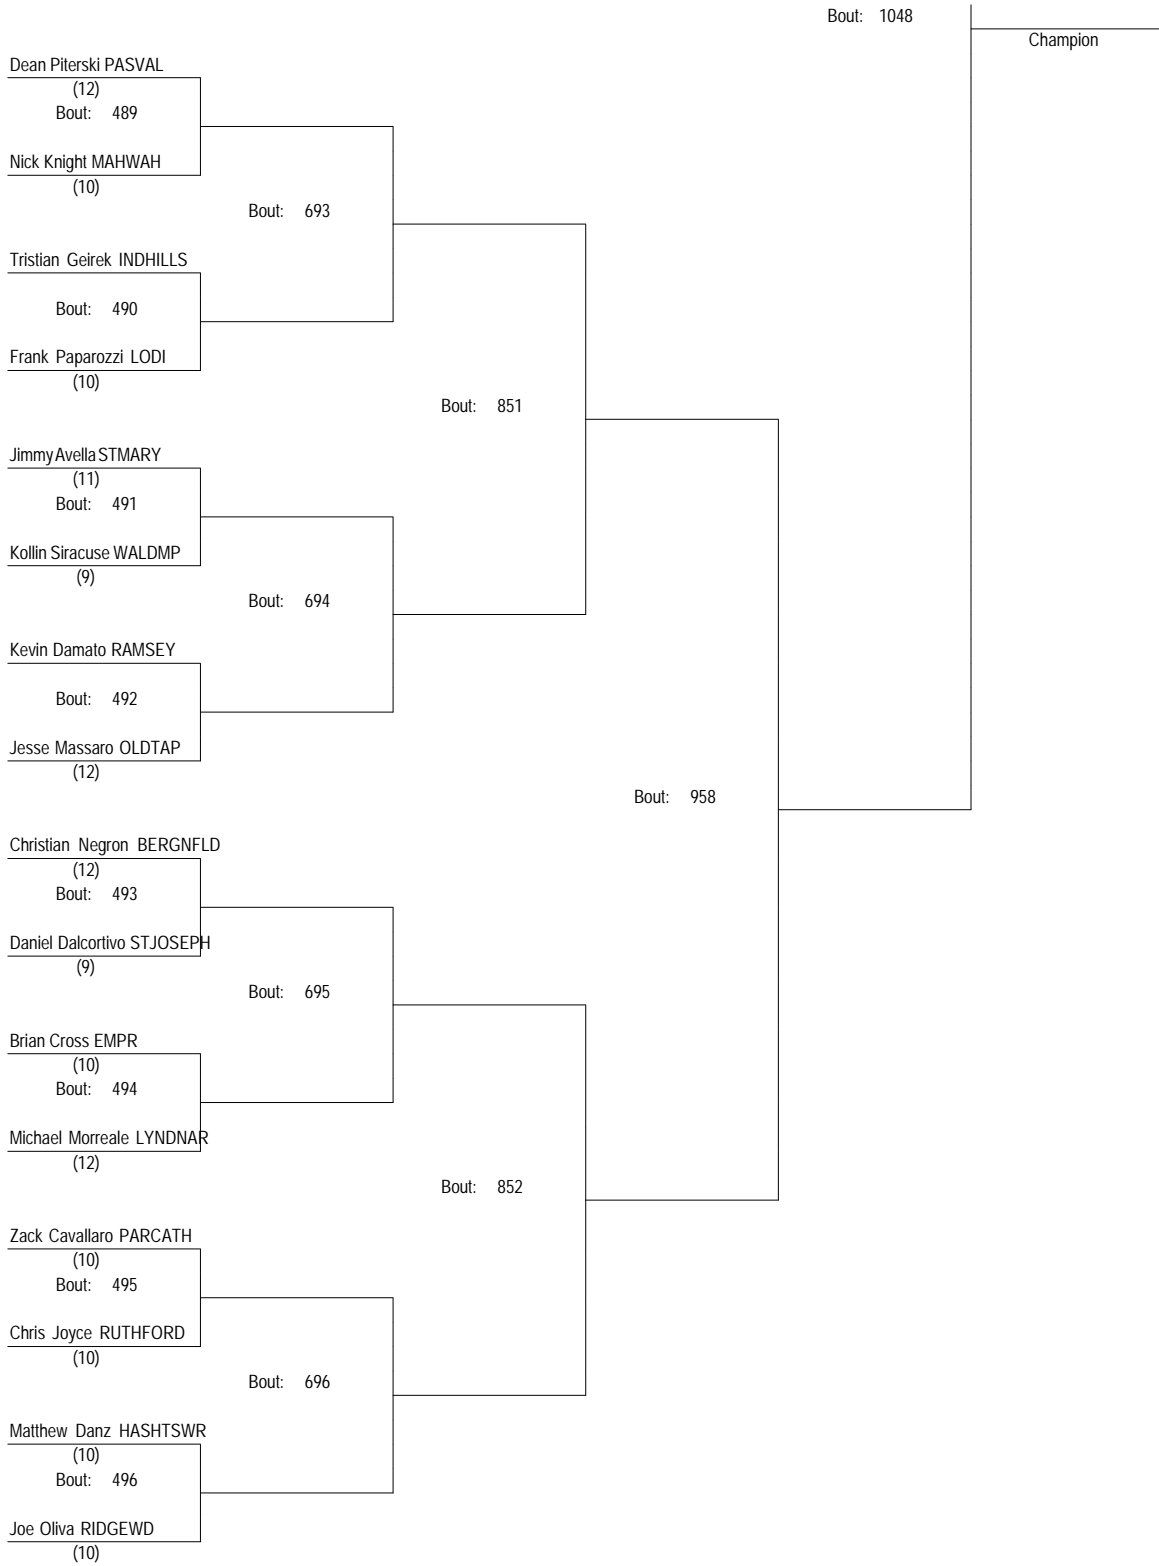 Bout: 1048
Champion
Dean Piterski PASVAL
(12)
Bout: 489
Nick Knight MAHWAH
(10)
Bout: 693
Tristian Geirek INDHILLS
Bout: 490
Frank Paparozzi LODI
(10)
Bout: 851
Jimmy Avella STMARY
(11)
Bout: 491
Kollin Siracuse WALDMP
(9)
Bout: 694
Kevin Damato RAMSEY
Bout: 492
Jesse Massaro OLDTAP
(12)
Bout: 958
Christian Negron BERGNFLD
(12)
Bout: 493
Daniel Dalcortivo STJOSEPH
(9)
Bout: 695
Brian Cross EMPR
(10)
Bout: 494
Michael Morreale LYNDNAR
(12)
Bout: 852
Zack Cavallaro PARCATH
(10)
Bout: 495
Chris Joyce RUTHFORD
(10)
Bout: 696
Matthew Danz HASHTSWR
(10)
Bout: 496
Joe Oliva RIDGEWD
(10)